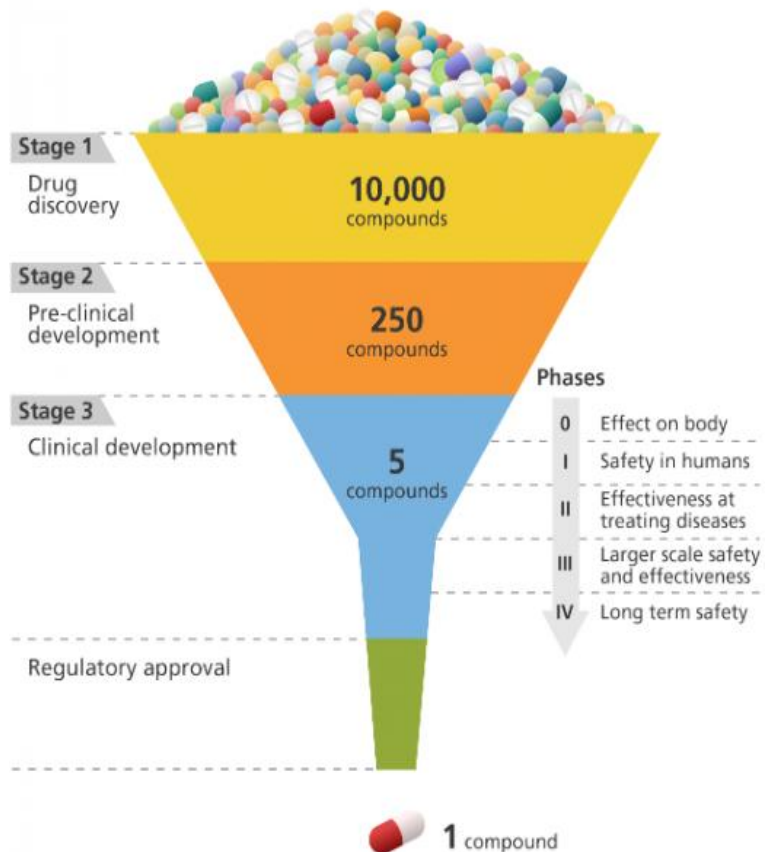 Stage 1
Drug
discovery
10,000
compounds
Stage 2
Pre-clinical
development
250
compounds
Stage 3
Clinical development
5
compounds
Phases
0 Effect on body
I Safety in humans
II Effectiveness at
treating diseases
III Larger scale safety
and effectiveness
IV Long term safety
Regulatory approval
1 compound